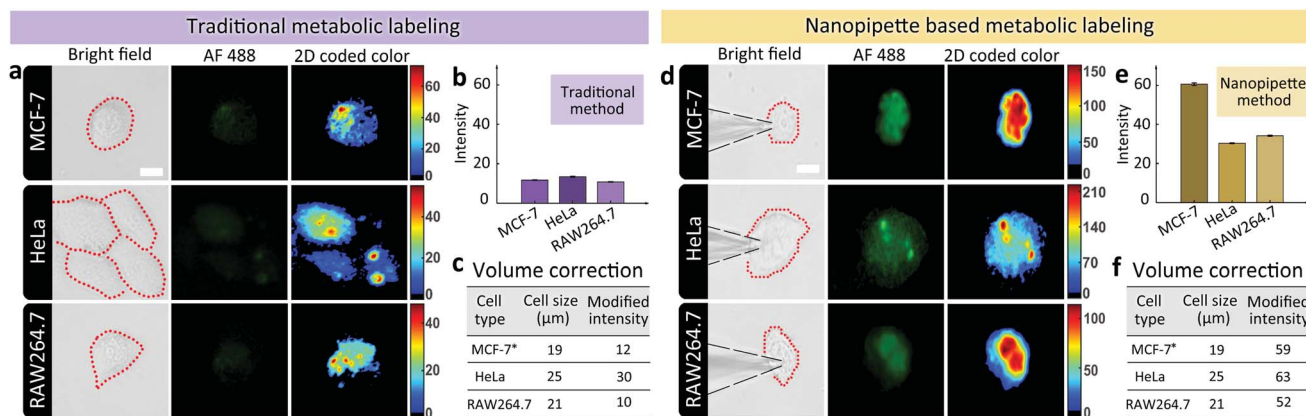 Traditional metabolic labeling
a
Bright field
AF 488
2D coded color
MCF-7
60
40
20
0
HeLa
40
20
0
RAW264.7
40
20
0
b
Traditional
method
Intensity
60
40
20
MCF-7
HeLa
RAW264.7
c
Volume correction
Cell type Cell size (μm) Modified intensity
MCF-7* 19 12
HeLa 25 30
RAW264.7 21 10
Nanopipette based metabolic labeling
d
Bright field
AF 488
2D coded color
MCF-7
150
100
50
0
HeLa
210
140
70
0
RAW264.7
100
50
0
e
Nanopipette
method
Intensity
60
40
20
MCF-7
HeLa
RAW264.7
f
Volume correction
Cell type Cell size (μm) Modified intensity
MCF-7* 19 59
HeLa 25 63
RAW264.7 21 52